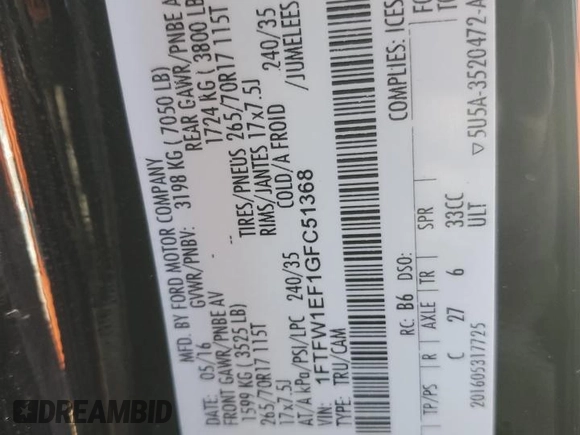 MFD. BY FORD MOTOR COMPANY
DATE: 05/16 GVWR/PNBV: 3198 KG ( 7050 LB)
FRONT GAWR/PNBE AV REAR GAWR/PNBE A
1599 KG ( 3525 LB) 1724 KG ( 3800 LB
265/70R17 115T TIRES/PNEUS 265/70R17 115T
17x7.5J RIMS/JANTES 17x7.5J
AT/A kPa/PSI/LPC 240/35 COLD/A FROID 240/35
VIN: 1FTFW1EF1GFC51368 /JUMELEES
TYPE: TRU/CAM
COMPLIES: ICES
RC: B6 DSO:
TP/PS R AXLE TR SPR
C 27 6 33CC
ULT
201605317725 5U5A-3520472-A
DREAMBID